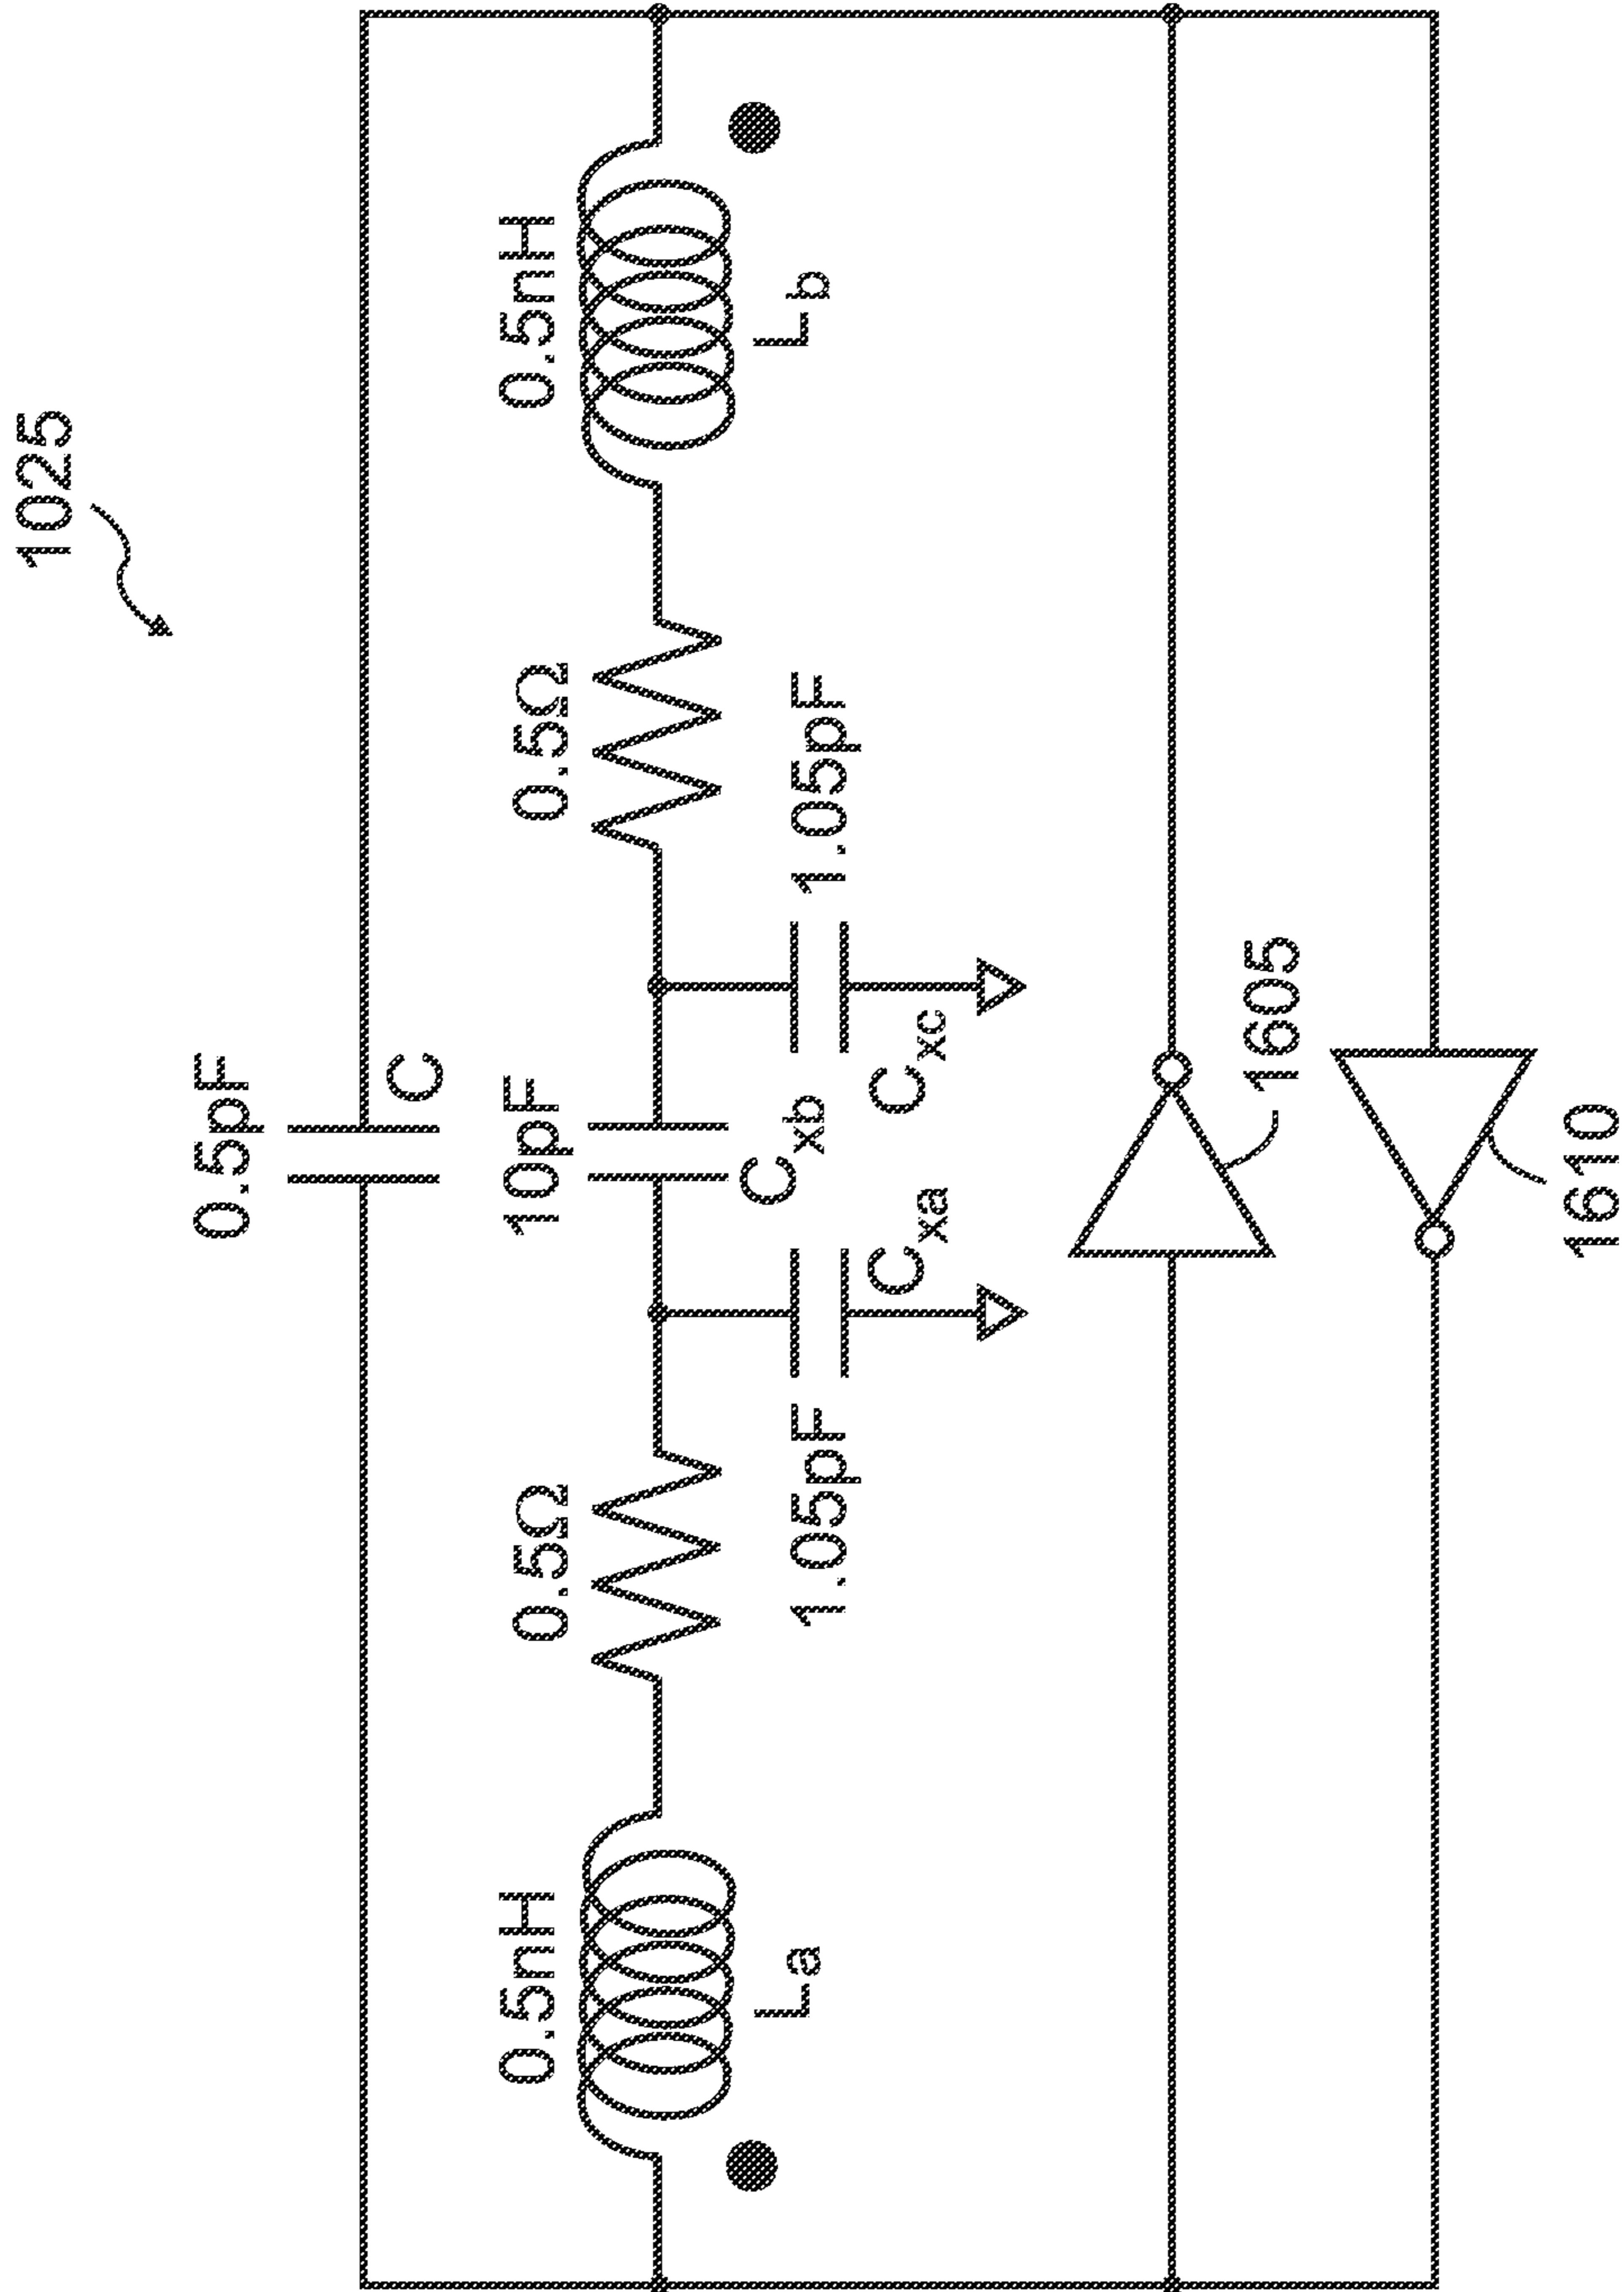 1025
0.5pF
C
0.5nH
0.5Ω
10pF
0.5Ω
0.5nH
La
1.05pF
Cxa
Cxb
Cxc
1.05pF
Lb
1605
1610